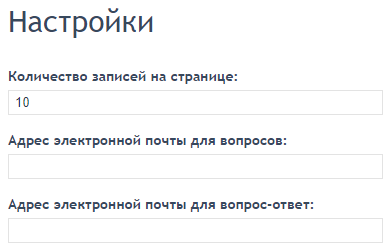 Настройки
Количество записей на странице:
10
Адрес электронной почты для вопросов:
Адрес электронной почты для вопрос-ответ: